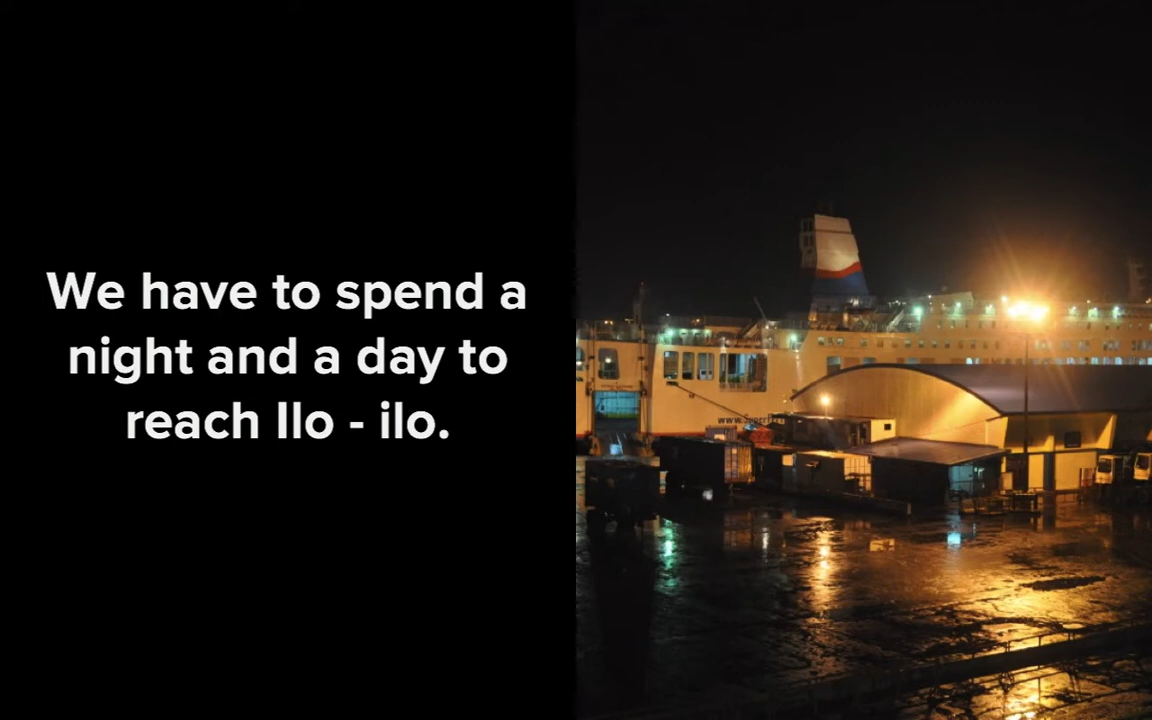 We have to spend a
night and a day to
reach Ilo - ilo.